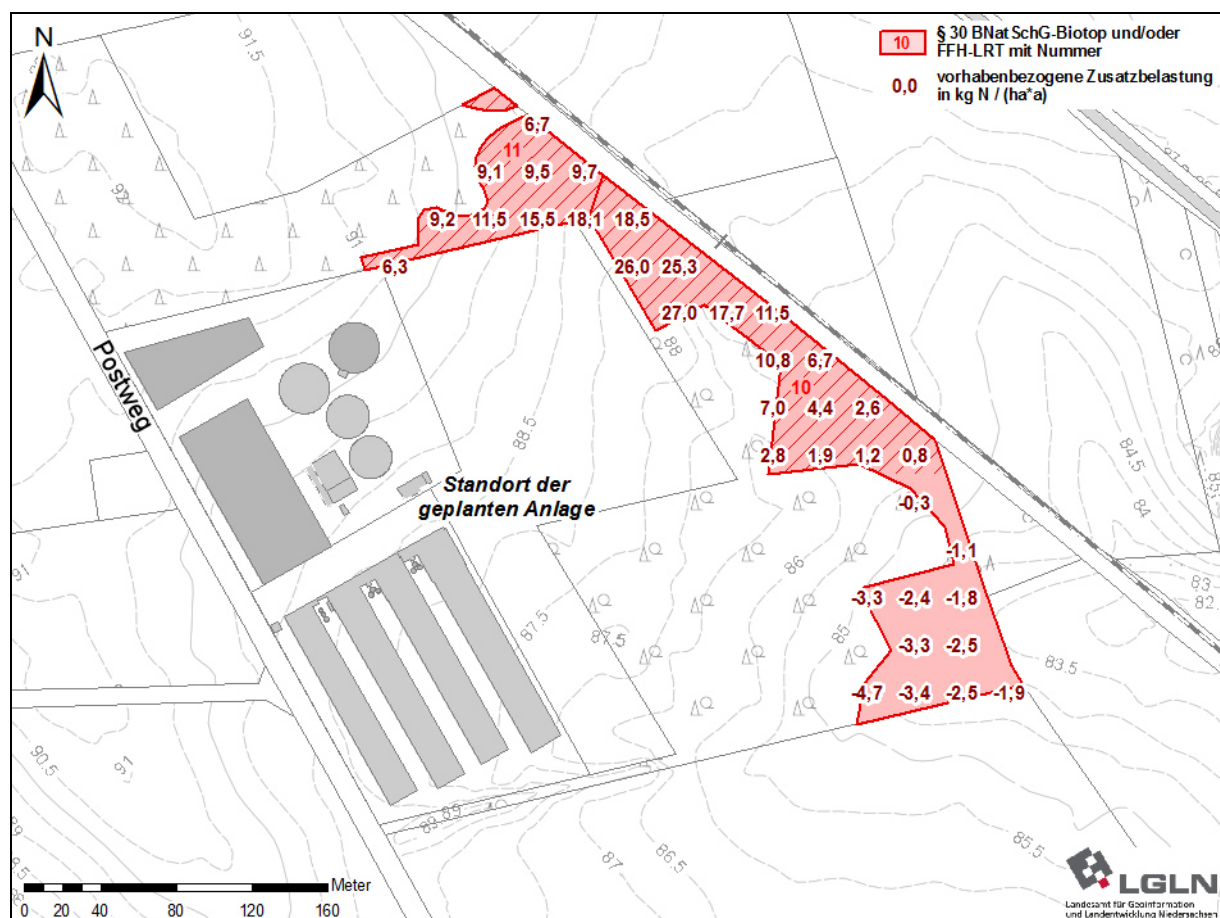 N
10 § 30 BNatSchG-Biotop und/oder
FFH-LRT mit Nummer
0,0 vorhabenbezogene Zusatzbelastung
in kg N / (ha*a)
91.5
92
91
6,7
11
9,1 9,5 9,7
9,2 11,5 15,5 18,1 18,5
6,3
26,0 25,3
27,0 17,7 11,5
88
10,8 6,7
10
7,0 4,4 2,6
2,8 1,9 1,2 0,8
-0,3
-1,1
-3,3 -2,4 -1,8
-3,3 -2,5
-4,7 -3,4 -2,5 -1,9
Postweg
88.5
Standort der
geplanten Anlage
84.5
84
91
87.5
87.5
86
85
83
83.5
90.5
91
89
87
86.5
85.5
Meter
0 20 40 80 120 160
LGLN
Landesamt für Geoinformation
und Landentwicklung Niedersachsen